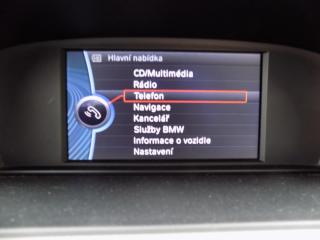 Hlavní nabídka
CD/Multimédia
Rádio
Telefon
Navigace
Kancelář
Služby BMW
Informace o vozidle
Nastavení